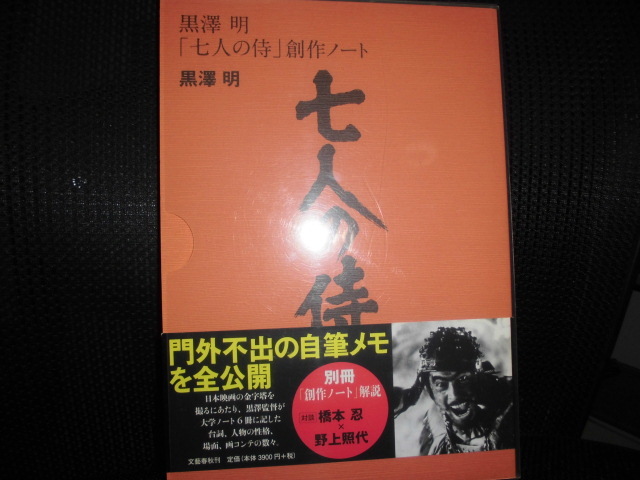 黒澤 明
「七人の侍」創作ノート
黒澤 明
七人の侍
門外不出の自筆メモ
を全公開
日本映画の金字塔を
撮るにあたり、黒澤監督が
大学ノート6冊に記した
台詞、人物の性格、
場面、画コンテの数々。
文藝春秋刊 定価(本体3900円+税)
別冊
「創作ノート」解説
対談 橋本 忍
×
野上照代